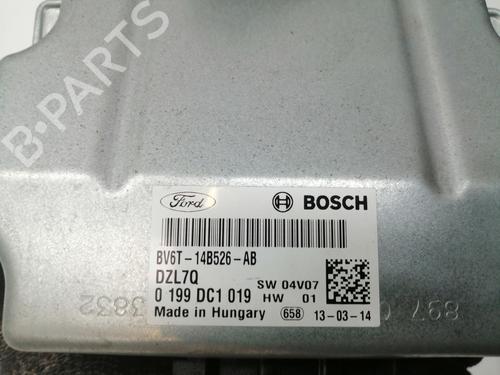 B-PARTS
Ford
BOSCH
BV6T-14B526-AB
DZL7Q
SW 04V07
0 199 DC1 019
HW 01
Made in Hungary
658
13-03-14
3832
897